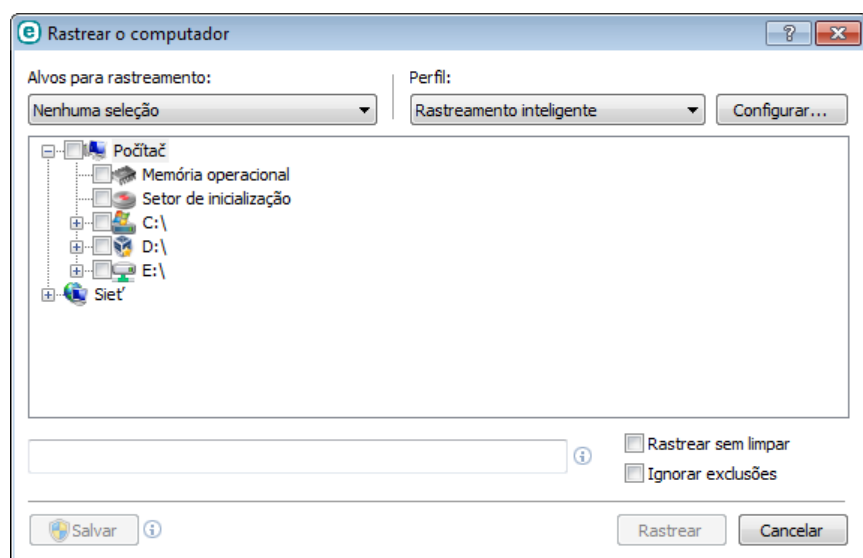 Rastrear o computador
Alvos para rastreamento:
Perfil:
Nenhuma seleção
Rastreamento inteligente
Configurar...
Počítač
Memória operacional
Setor de inicialização
C:\
D:\
E:\
Sieť
Rastrear sem limpar
Ignorar exclusões
Salvar
Rastrear
Cancelar